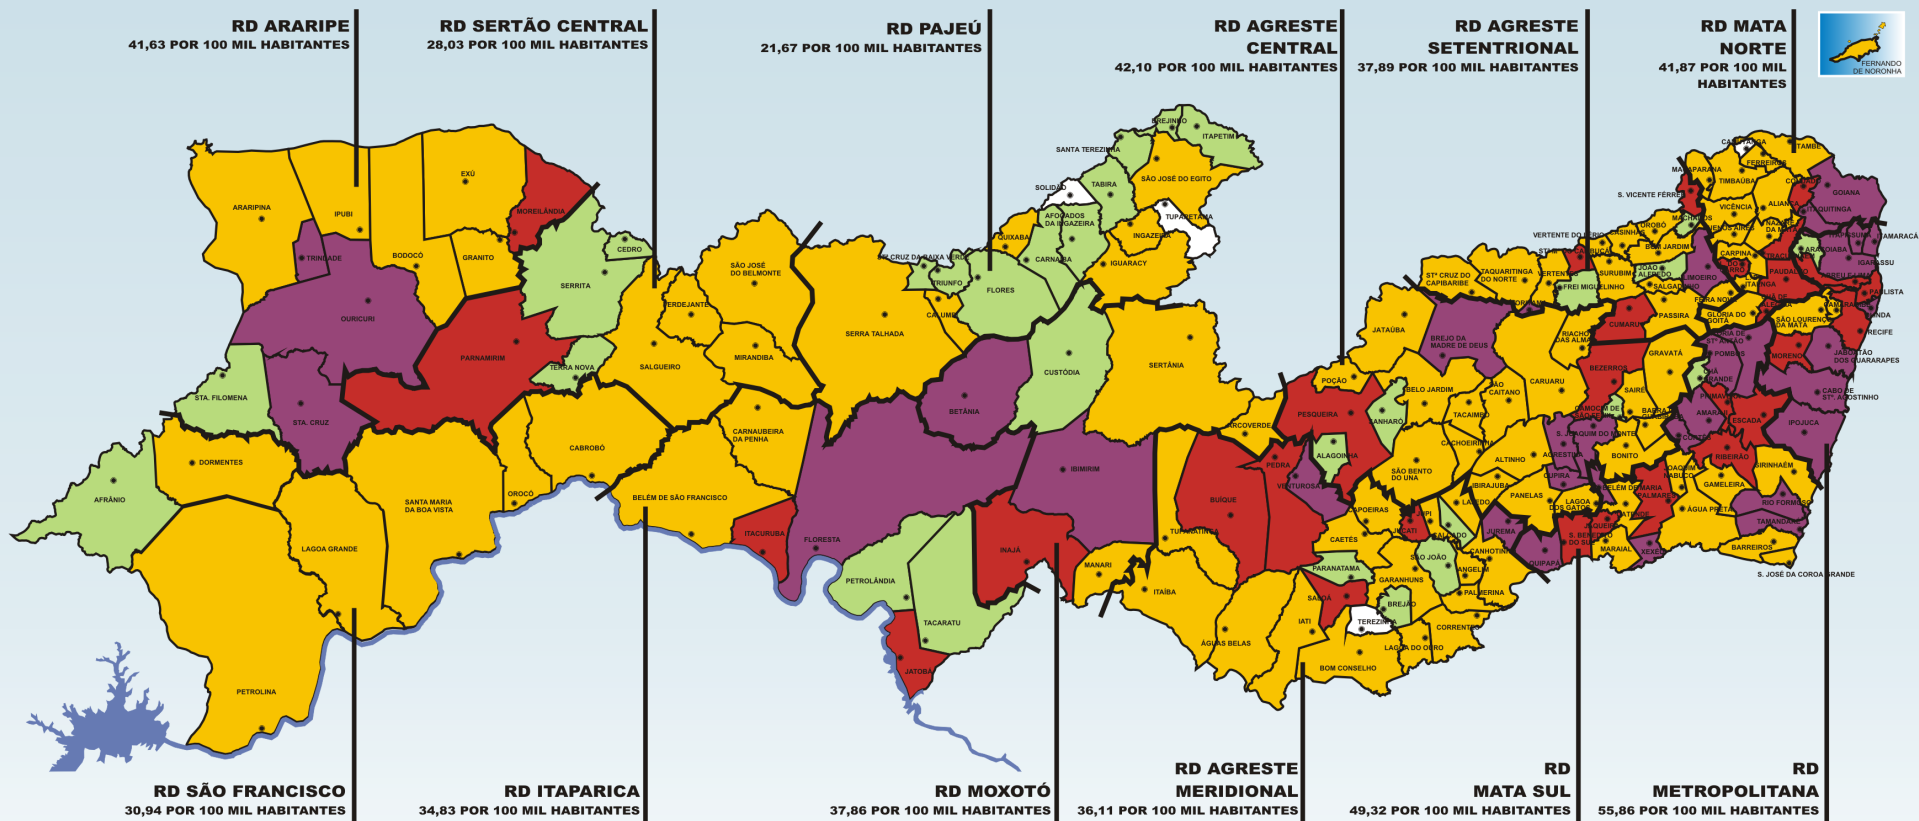 RD ARARIPE
41,63 POR 100 MIL HABITANTES
RD SERTÃO CENTRAL
28,03 POR 100 MIL HABITANTES
RD PAJEÚ
21,67 POR 100 MIL HABITANTES
RD AGRESTE
CENTRAL
42,10 POR 100 MIL HABITANTES
RD AGRESTE
SETENTRIONAL
37,89 POR 100 MIL HABITANTES
RD MATA
NORTE
41,87 POR 100 MIL
HABITANTES
FERNANDO
DE NORONHA
ARARIPINA
IPUBI
EXÚ
MOREILÂNDIA
TRINDADE
BODOCÓ
GRANITO
OURICURI
PARNAMIRIM
STA. FILOMENA
STA. CRUZ
CEDRO
SERRITA
TERRA NOVA
SALGUEIRO
VERDEJANTE
SÃO JOSÉ
DO BELMONTE
MIRANDIBA
SERRA TALHADA
TRIUNFO
FLORES
QUIXABA
CARNAÍBA
AFOGADOS
DA INGAZEIRA
SOLIDÃO
TABIRA
SANTA TEREZINHA
BREJINHO
ITAPETIM
SÃO JOSÉ DO EGITO
TUPARETAMA
INGAZEIRA
IGUARACY
AFRÂNIO
DORMENTES
PETROLINA
LAGOA GRANDE
SANTA MARIA
DA BOA VISTA
OROCÓ
CABROBÓ
BELÉM DE SÃO FRANCISCO
CARNAUBEIRA
DA PENHA
ITACURUBA
FLORESTA
PETROLÂNDIA
TACARATU
JATOBÁ
BETÂNIA
CUSTÓDIA
SERTÂNIA
IBIMIRIM
INAJÁ
MANARI
ARCOVERDE
BUÍQUE
PEDRA
VENTUROSA
TUPANATINGA
ITAÍBA
ÁGUAS BELAS
IATI
BOM CONSELHO
TEREZINHA
SALOÁ
PARANATAMA
CAETÉS
CAPOEIRAS
GARANHUNS
BREJÃO
LAGOA DO OURO
CORRENTES
PALMERINA
ANGELIM
SÃO JOÃO
CANHOTINHO
JUCATI
JUPI
LAJEDO
IBIRAJUBA
JUREMA
POÇÃO
PESQUEIRA
ALAGOINHA
SANHARÓ
BELO JARDIM
SÃO BENTO
DO UNA
JATAÚBA
BREJO DA
MADRE DE DEUS
STª CRUZ DO
CAPIBARIBE
TAQUARITINGA
DO NORTE
VERTENTES
VERTENTE DO LÉRIO
FREI MIGUELINHO
SURUBIM
CASINHAS
OROBÓ
BOM JARDIM
MACHADOS
S. VICENTE FÉRRER
JOÃO
ALFREDO
SALGADINHO
LIMOEIRO
FEIRA NOVA
PASSIRA
CUMARU
RIACHO
DAS ALMAS
CARUARU
SÃO
CAITANO
TACAIMBÓ
CACHOEIRINHA
ALTINHO
PANELAS
CUPIRA
AGRESTINA
LAGOA
DOS GATOS
S. JOAQUIM DO MONTE
CAMOCIM DE
BEZERROS
GRAVATÁ
SAIRÉ
BONITO
BELÉM DE MARIA
QUIPAPÁ
S. BENEDITO
DO SUL
JAQUEIRA
CATENDE
MARAIAL
PALMARES
XEXÉU
ÁGUA PRETA
JOAQUIM
NABUCO
GAMELEIRA
RIBEIRÃO
CORTÊS
AMARAJI
PRIMAVERA
CHÃ
GRANDE
POMBOS
ESCADA
SIRINHAÉM
RIO FORMOSO
TAMANDARÉ
BARREIROS
S. JOSÉ DA COROA GRANDE
MACAPARANA
TIMBAÚBA
FERREIROS
ITAMBÉ
VICÊNCIA
ALIANÇA
GOIANA
ITAQUITINGA
NAZARÉ
DA MATA
BUENOS AIRES
CARPINA
TRACUNHAÉM
PAUDALHO
GLÓRIA DO
GOITÁ
SÃO LOURENÇO
DA MATA
ARAÇOIABA
ITAPISSUMA
ITAMARACÁ
IGARASSU
ABREU E LIMA
PAULISTA
OLINDA
RECIFE
CAMARAGIBE
MORENO
JABOATÃO
DOS GUARARAPES
CABO DE
STº. AGOSTINHO
IPOJUCA
RD SÃO FRANCISCO
30,94 POR 100 MIL HABITANTES
RD ITAPARICA
34,83 POR 100 MIL HABITANTES
RD MOXOTÓ
37,86 POR 100 MIL HABITANTES
RD AGRESTE
MERIDIONAL
36,11 POR 100 MIL HABITANTES
RD
MATA SUL
49,32 POR 100 MIL HABITANTES
RD
METROPOLITANA
55,86 POR 100 MIL HABITANTES